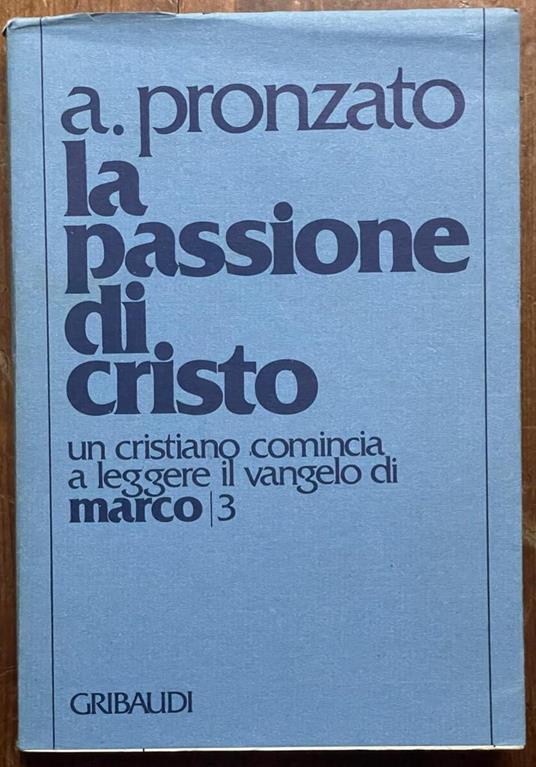 a. pronzato
la
passione
di
cristo
un cristiano comincia
a leggere il vangelo di
marco | 3
GRIBAUDI